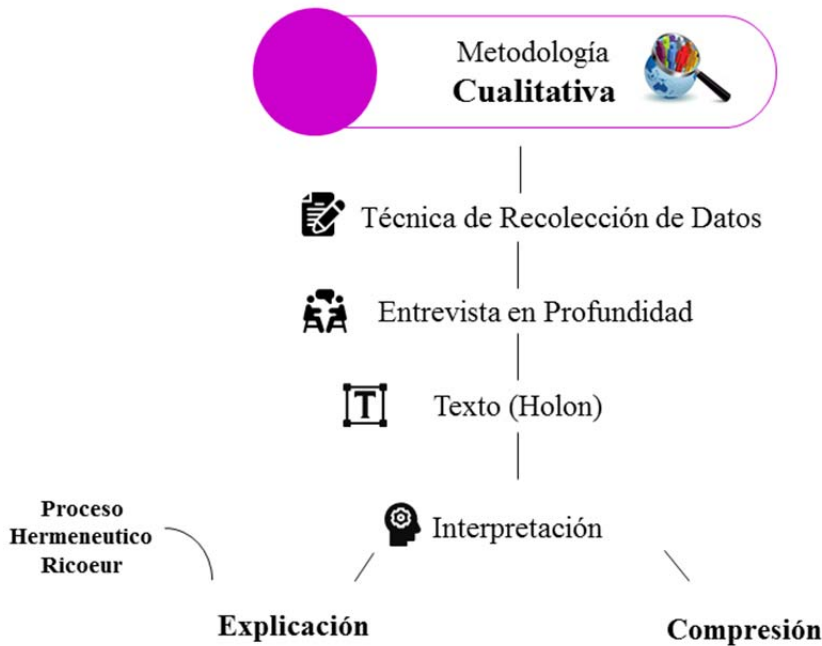 Metodología
Cualitativa
Técnica de Recolección de Datos
Entrevista en Profundidad
T
Texto (Holon)
Interpretación
Proceso
Hermeneutico
Ricoeur
Explicación
Compresión